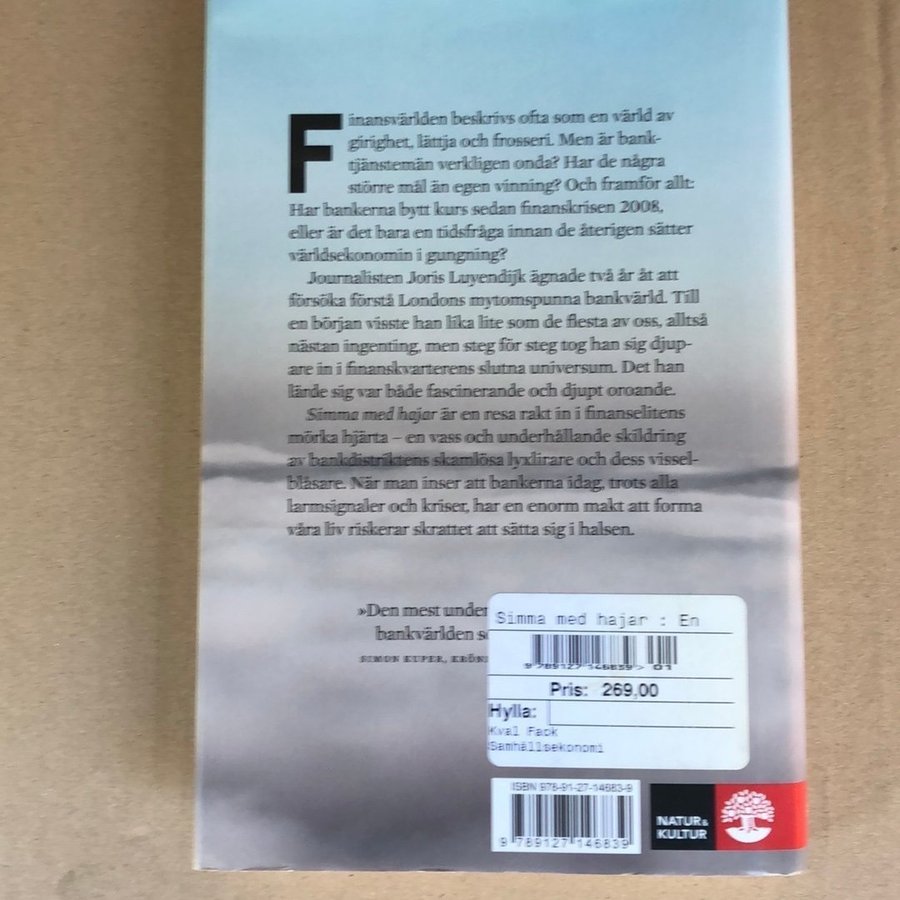 Finansvärlden beskrivs ofta som en värld av
girighet, lättja och frosseri. Men är bank-
tjänstemän verkligen onda? Har de några
större mål än egen vinning? Och framför allt:
Har bankerna bytt kurs sedan finanskrisen 2008,
eller är det bara en tidsfråga innan de återigen sätter
världsekonomin i gungning?
Journalisten Joris Luyendijk ägnade två år åt att
försöka förstå Londons mytomspunna bankvärld. Till
en början visste han lika lite som de flesta av oss, alltså
nästan ingenting, men steg för steg tog han sig djup-
are in i finanskvarterens slutna universum. Det han
lärde sig var både fascinerande och djupt oroande.
Simma med hajar är en resa rakt in i finanselitens
mörka hjärta – en vass och underhållande skildring
av bankdistriktens skamlösa lyxlirare och dess vissel-
blåsare. När man inser att bankerna idag, trots alla
larmsignaler och kriser, har en enorm makt att forma
våra liv riskerar skrattet att sätta sig i halsen.
»Den mest under
bankvärlden s
SIMON KUPER, KRÖNI
Simma med hajar : En
9 789127 146839 > 01
Pris: 269,00
Hylla:
Kval Fack
Samhällsekonomi
ISBN 978-91-27-14683-9
9 789127 146839
NATUR &
KULTUR